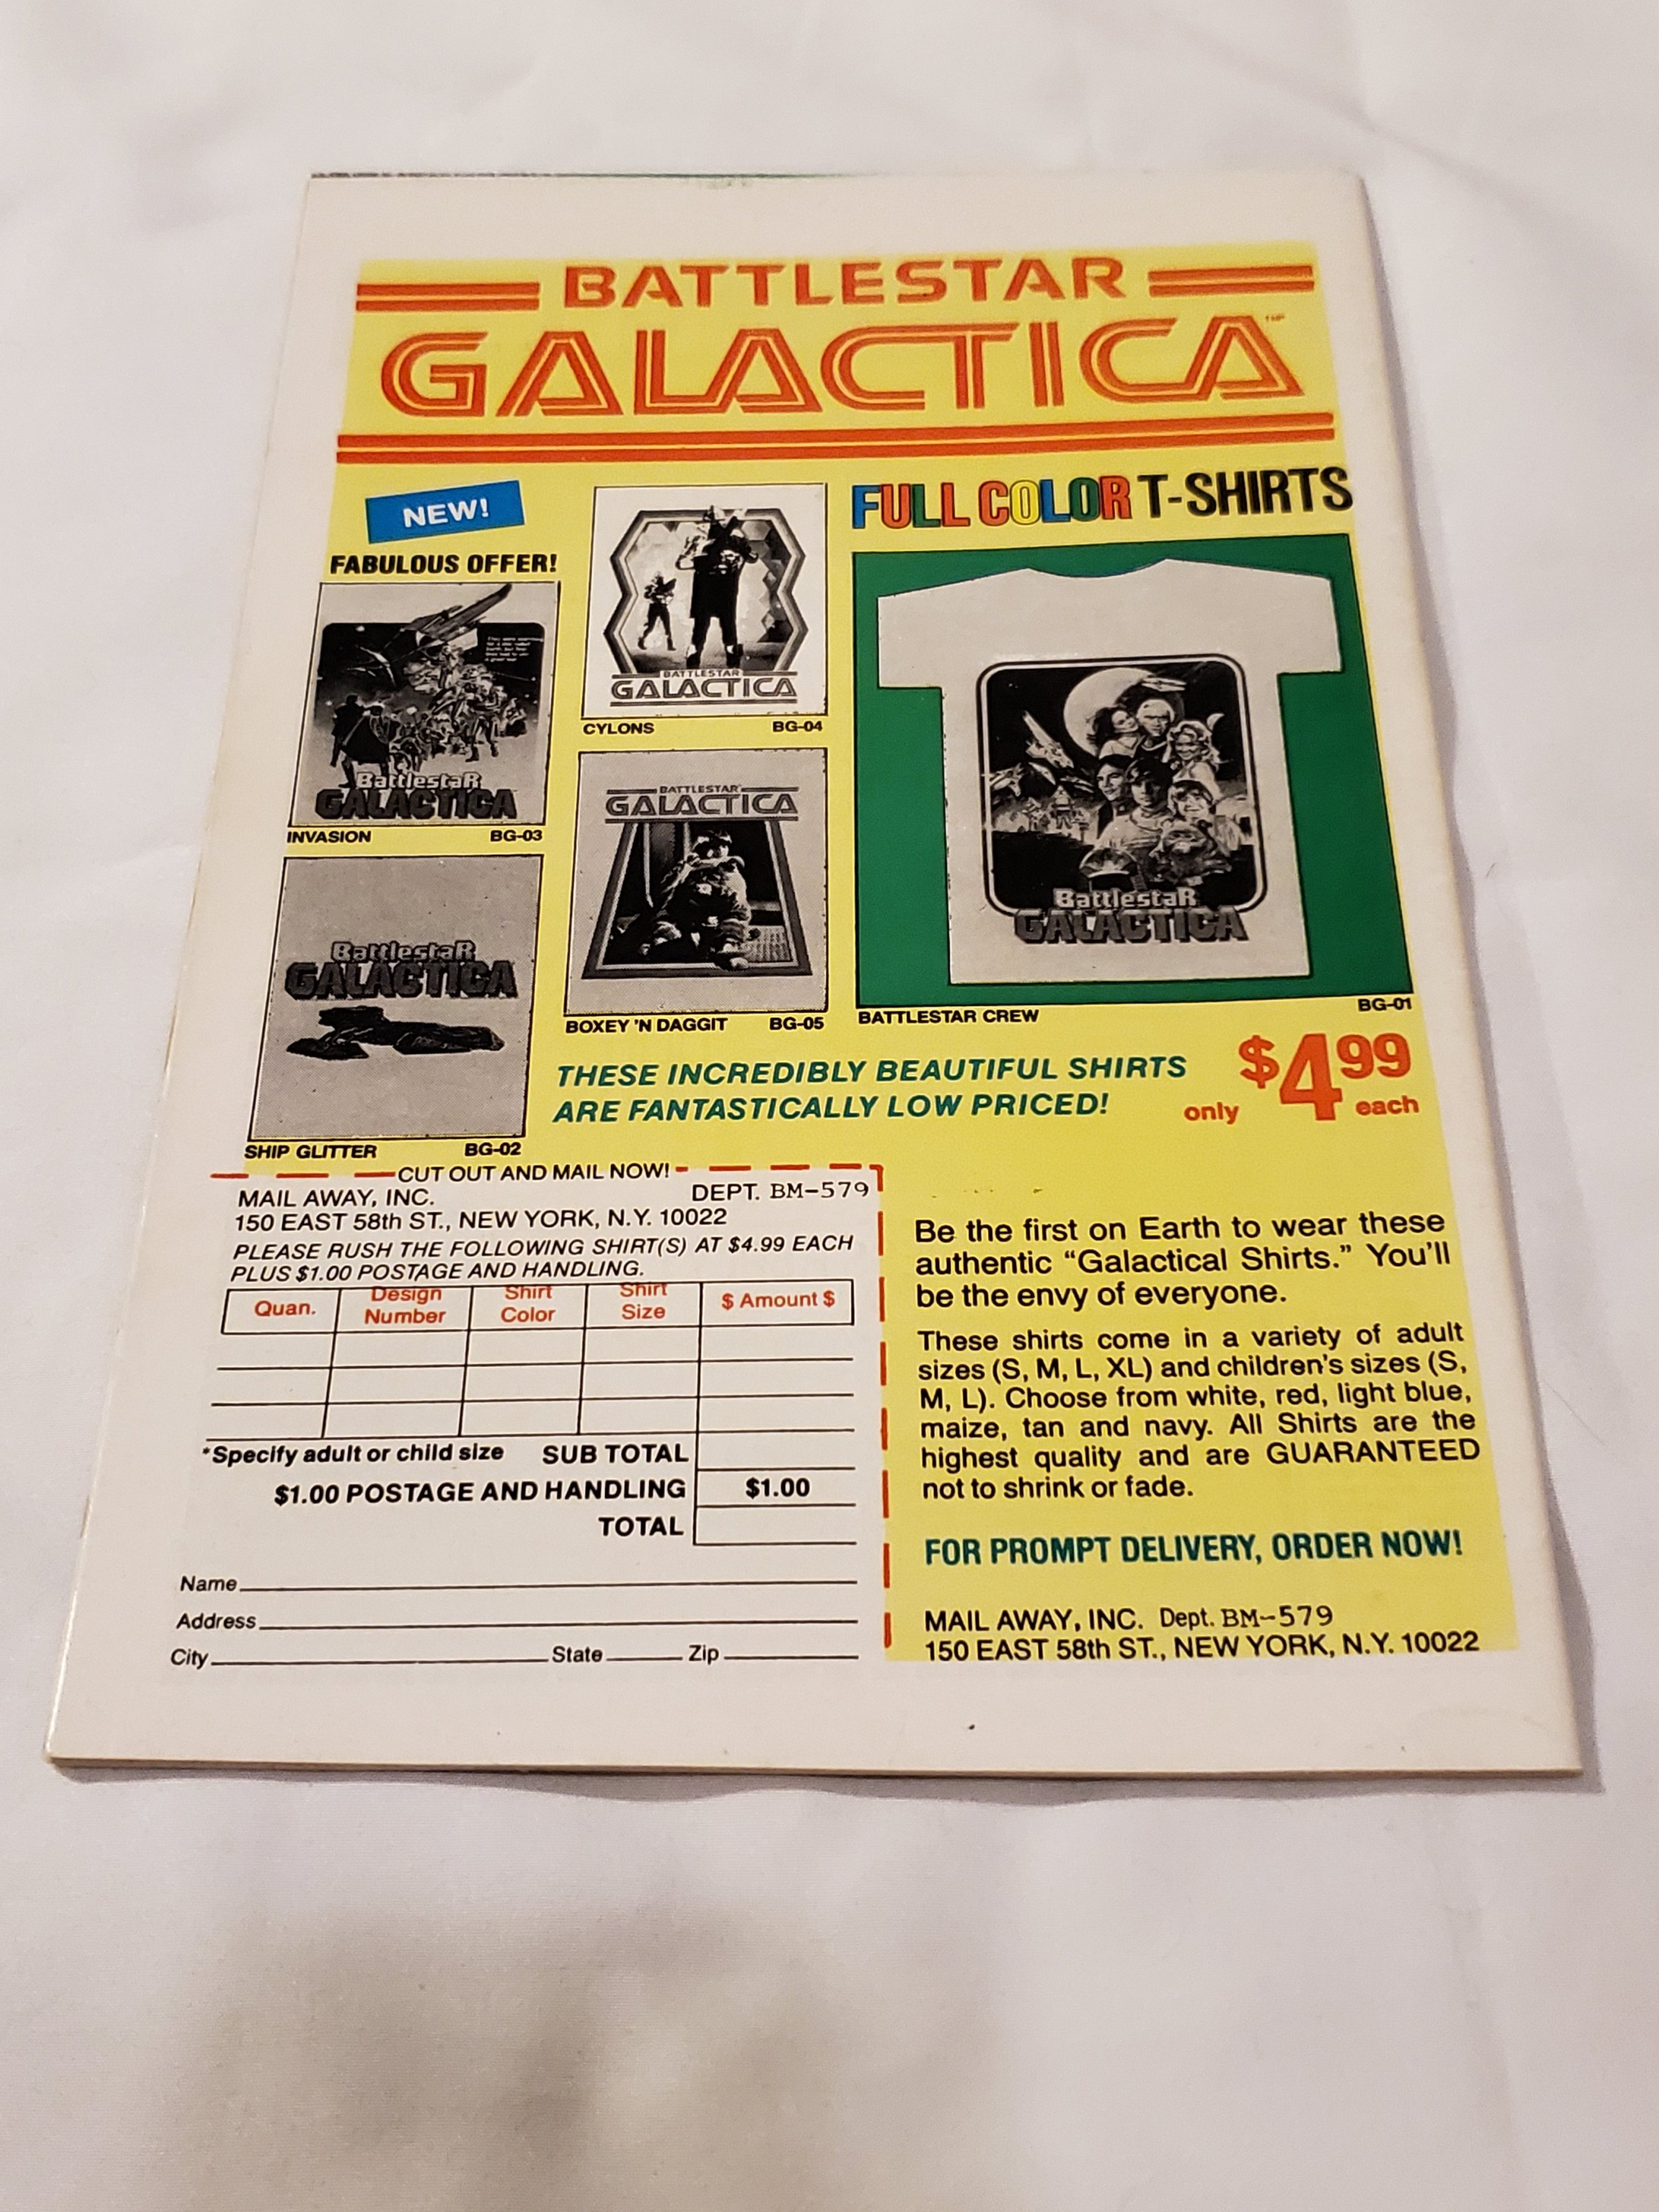 BATTLESTAR
GALACTICA
NEW!
FABULOUS OFFER!
FULL COLOR T-SHIRTS
BATTLESTAR
GALACTICA
CYLONS BG-04
BattlestaR
GALACTICA
INVASION BG-03
BATTLESTAR
GALACTICA
BOXEY 'N DAGGIT BG-05
BattlestaR
GALACTICA
BATTLESTAR CREW BG-01
BattlestaR
GALACTICA
SHIP GLITTER BG-02
THESE INCREDIBLY BEAUTIFUL SHIRTS
ARE FANTASTICALLY LOW PRICED!
only $4.99 each
CUT OUT AND MAIL NOW!
MAIL AWAY, INC. DEPT. BM-579
150 EAST 58th ST., NEW YORK, N.Y. 10022
PLEASE RUSH THE FOLLOWING SHIRT(S) AT $4.99 EACH
PLUS $1.00 POSTAGE AND HANDLING.
Quan. Design Number Shirt Color Shirt Size $ Amount $
*Specify adult or child size SUB TOTAL
$1.00 POSTAGE AND HANDLING $1.00
TOTAL
Name
Address
City State Zip
Be the first on Earth to wear these
authentic “Galactical Shirts.” You'll
be the envy of everyone.
These shirts come in a variety of adult
sizes (S, M, L, XL) and children's sizes (S,
M, L). Choose from white, red, light blue,
maize, tan and navy. All Shirts are the
highest quality and are GUARANTEED
not to shrink or fade.
FOR PROMPT DELIVERY, ORDER NOW!
MAIL AWAY, INC. Dept. BM-579
150 EAST 58th ST., NEW YORK, N.Y. 10022